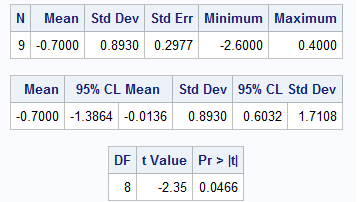 N Mean Std Dev Std Err Minimum Maximum
9 -0.7000 0.8930 0.2977 -2.6000 0.4000
Mean 95% CL Mean Std Dev 95% CL Std Dev
-0.7000 -1.3864 -0.0136 0.8930 0.6032 1.7108
DF t Value Pr > |t|
8 -2.35 0.0466